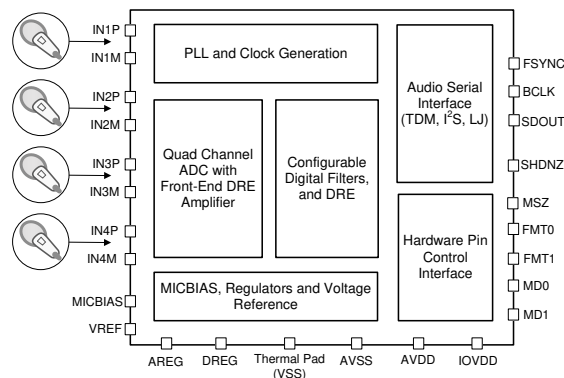 IN1P
IN1M
IN2P
IN2M
IN3P
IN3M
IN4P
IN4M
MICBIAS
VREF
PLL and Clock Generation
Quad Channel
ADC with
Front-End DRE
Amplifier
Configurable
Digital Filters,
and DRE
MICBIAS, Regulators and Voltage
Reference
Audio Serial
Interface
(TDM, I²S, LJ)
Hardware Pin
Control
Interface
FSYNC
BCLK
SDOUT
SHDNZ
MSZ
FMT0
FMT1
MD0
MD1
AREG
DREG
Thermal Pad
(VSS)
AVSS
AVDD
IOVDD